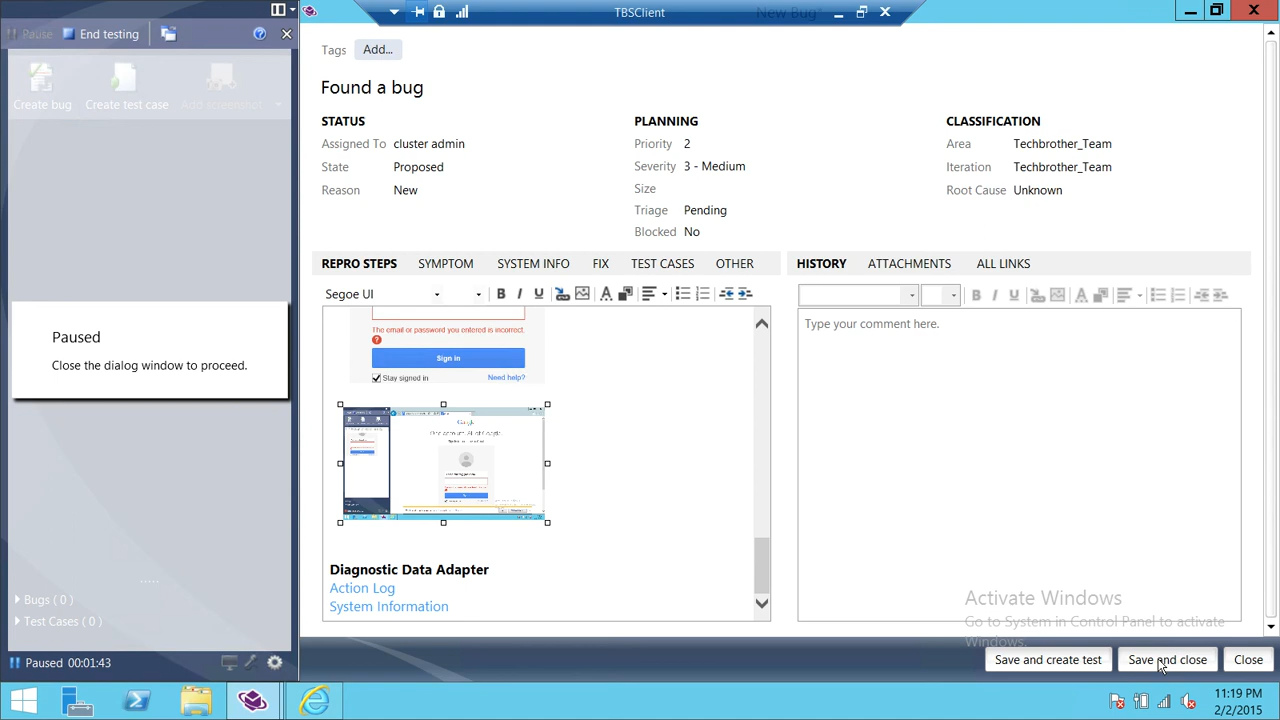 TBSClient
New Bug*
Pause
End testing
Create bug
Create test case
Add screenshot
Paused
Close the dialog window to proceed.
Bugs ( 0 )
Test Cases ( 0 )
Paused 00:01:43
Tags Add...
Found a bug
STATUS
Assigned To cluster admin
State Proposed
Reason New
PLANNING
Priority 2
Severity 3 - Medium
Size
Triage Pending
Blocked No
CLASSIFICATION
Area Techbrother_Team
Iteration Techbrother_Team
Root Cause Unknown
REPRO STEPS SYMPTOM SYSTEM INFO FIX TEST CASES OTHER
Segoe UI
B I U A
The email or password you entered is incorrect.
?
Sign in
Stay signed in Need help?
Google
Diagnostic Data Adapter
Action Log
System Information
HISTORY ATTACHMENTS ALL LINKS
B I U A
Type your comment here.
Activate Windows
Go to System in Control Panel to activate
Windows.
Save and create test
Save and close
Close
11:19 PM
2/2/2015